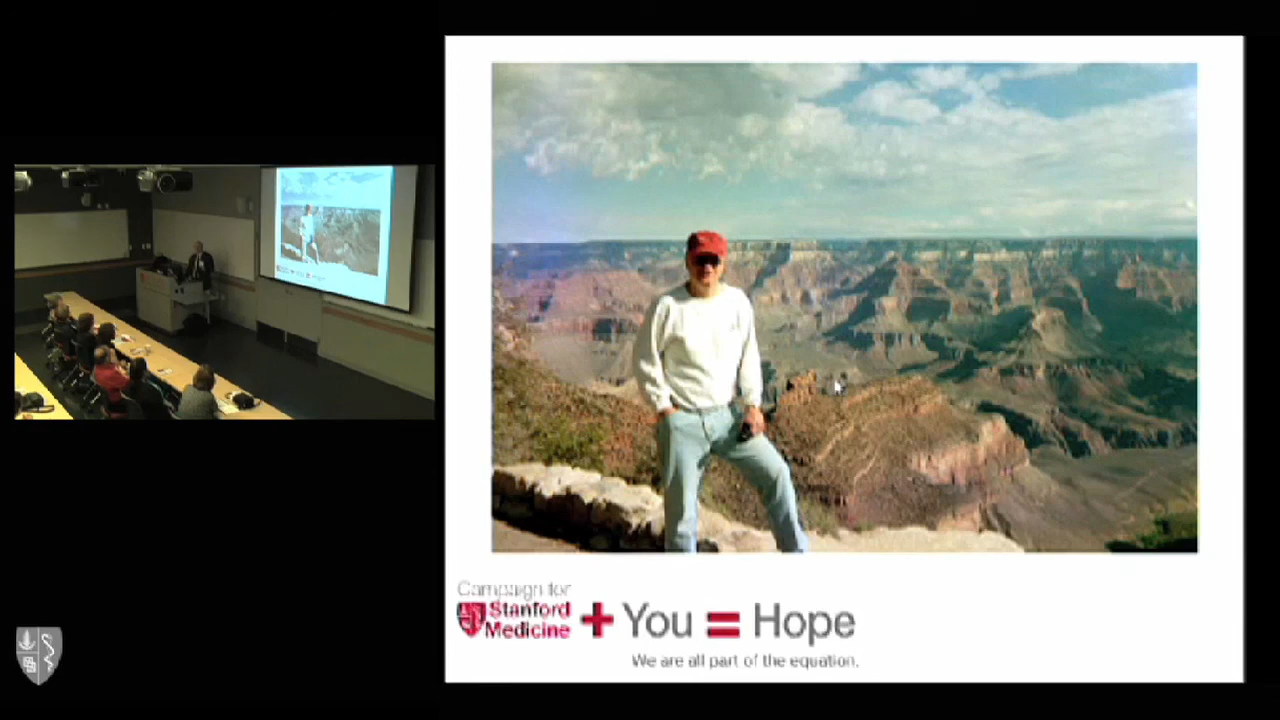 Campaign for
Stanford
Medicine + You = Hope
We are all part of the equation.